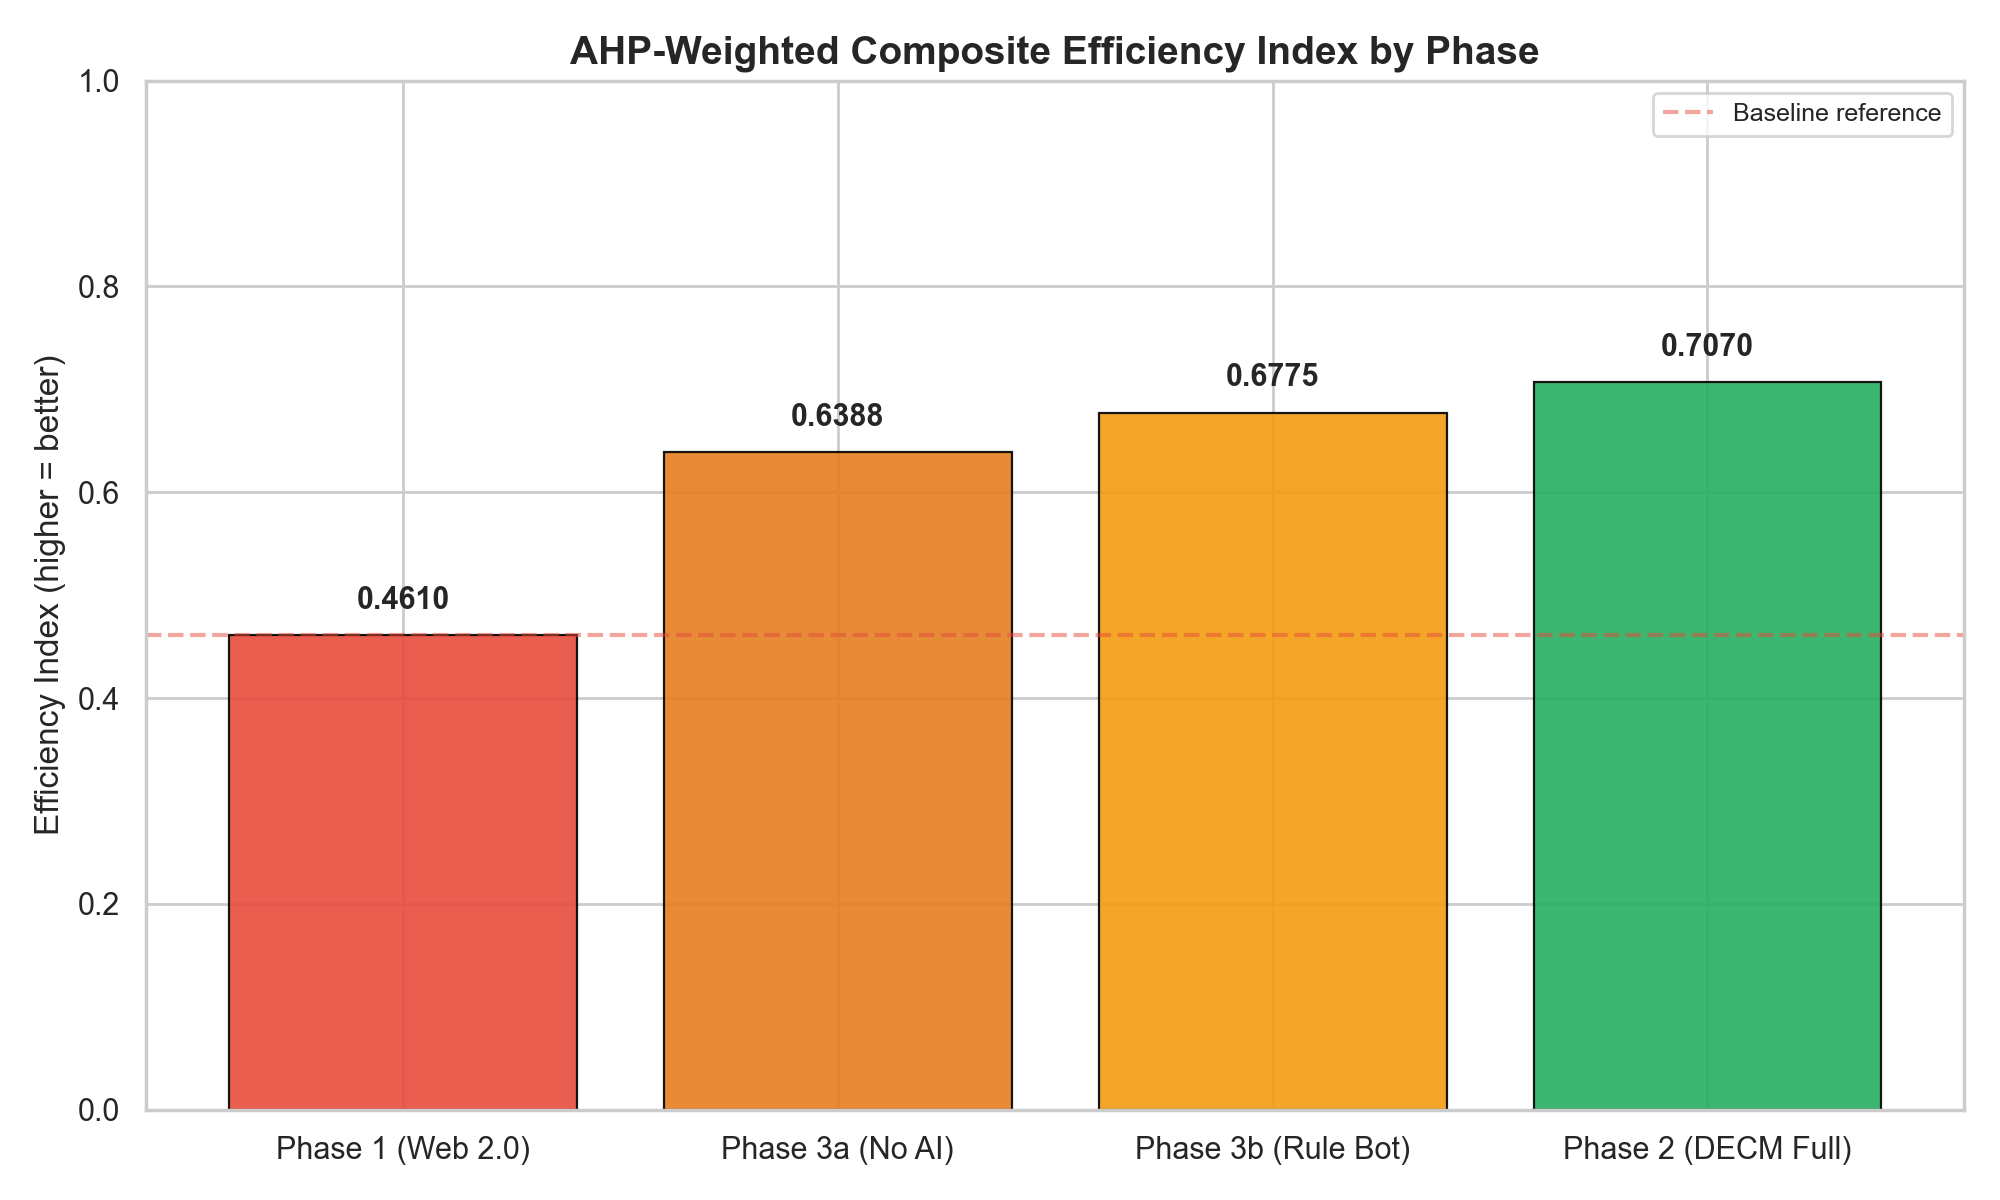 AHP-Weighted Composite Efficiency Index by Phase
Baseline reference
Efficiency Index (higher = better)
1.0
0.8
0.6
0.4
0.2
0.0
0.4610
0.6388
0.6775
0.7070
Phase 1 (Web 2.0)
Phase 3a (No AI)
Phase 3b (Rule Bot)
Phase 2 (DECM Full)